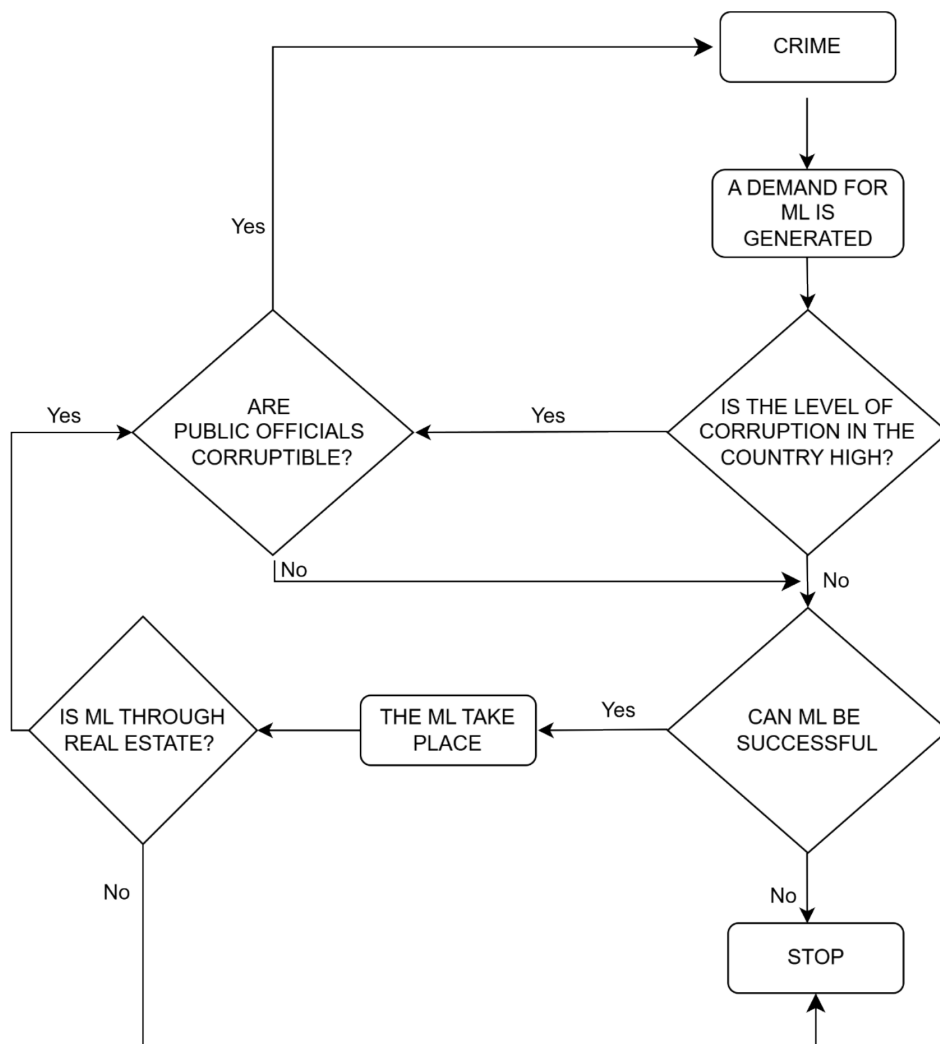 CRIME
A DEMAND FOR
ML IS
GENERATED
Yes
Yes
ARE
PUBLIC OFFICIALS
CORRUPTIBLE?
Yes
IS THE LEVEL OF
CORRUPTION IN THE
COUNTRY HIGH?
No
No
IS ML THROUGH
REAL ESTATE?
THE ML TAKE
PLACE
Yes
CAN ML BE
SUCCESSFUL
No
No
STOP